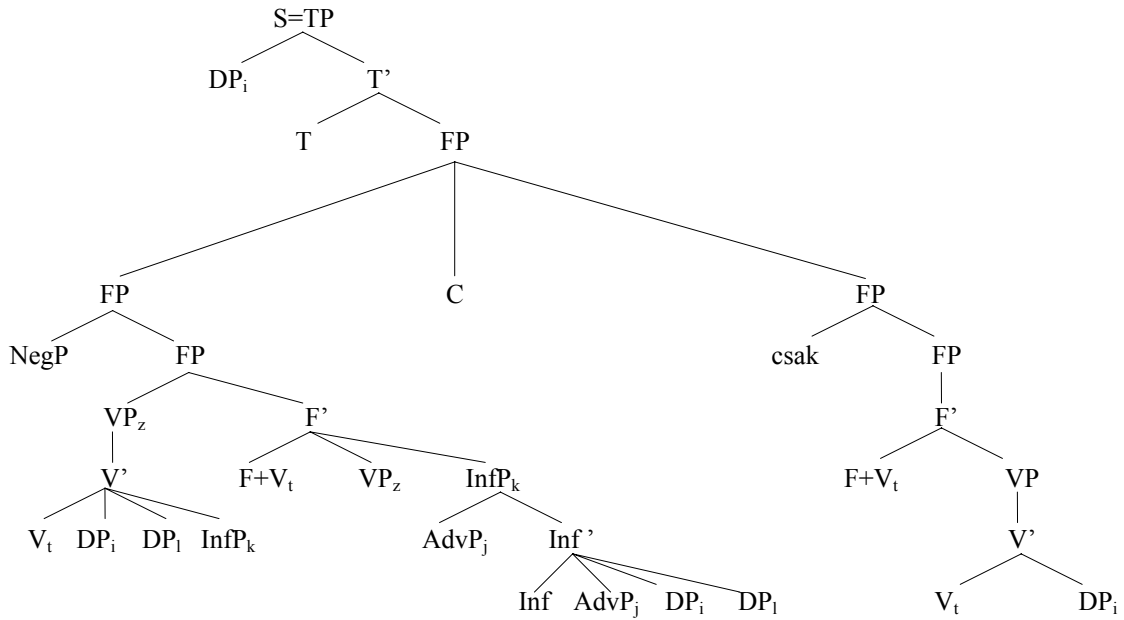 S=TP
DPi T’
T FP
FP C FP
NegP FP csak FP
VPz F’ F’
V’ F+Vt VPz InfPk F+Vt VP
Vt DPi DPl InfPk AdvPj Inf ’ V’
Inf AdvPj DPi DPl Vt DPi